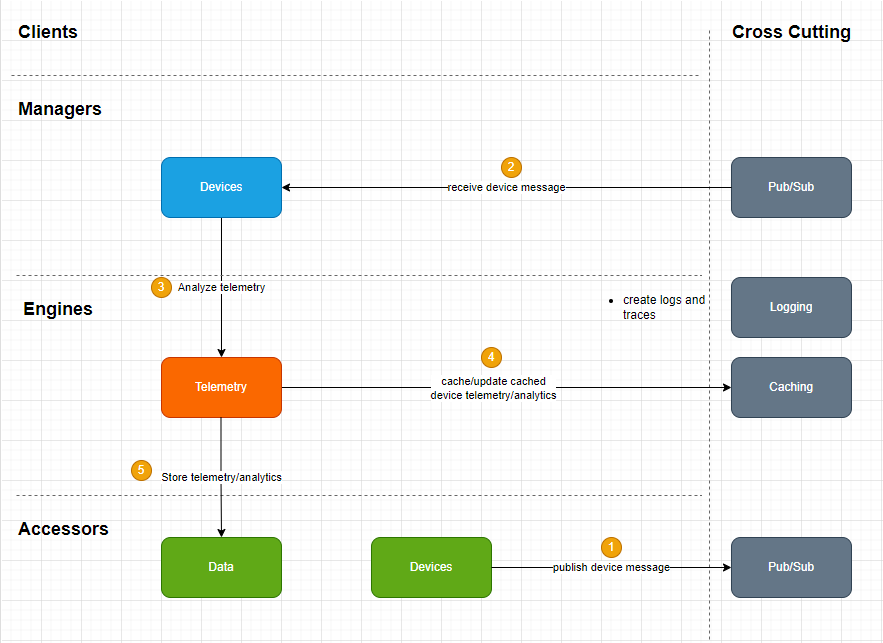 Clients
Cross Cutting
Managers
2
Devices
receive device message
Pub/Sub
3
Analyze telemetry
Engines
• create logs and
traces
Logging
4
Telemetry
cache/update cached
device telemetry/analytics
Caching
5
Store telemetry/analytics
Accessors
1
Data
Devices
publish device message
Pub/Sub